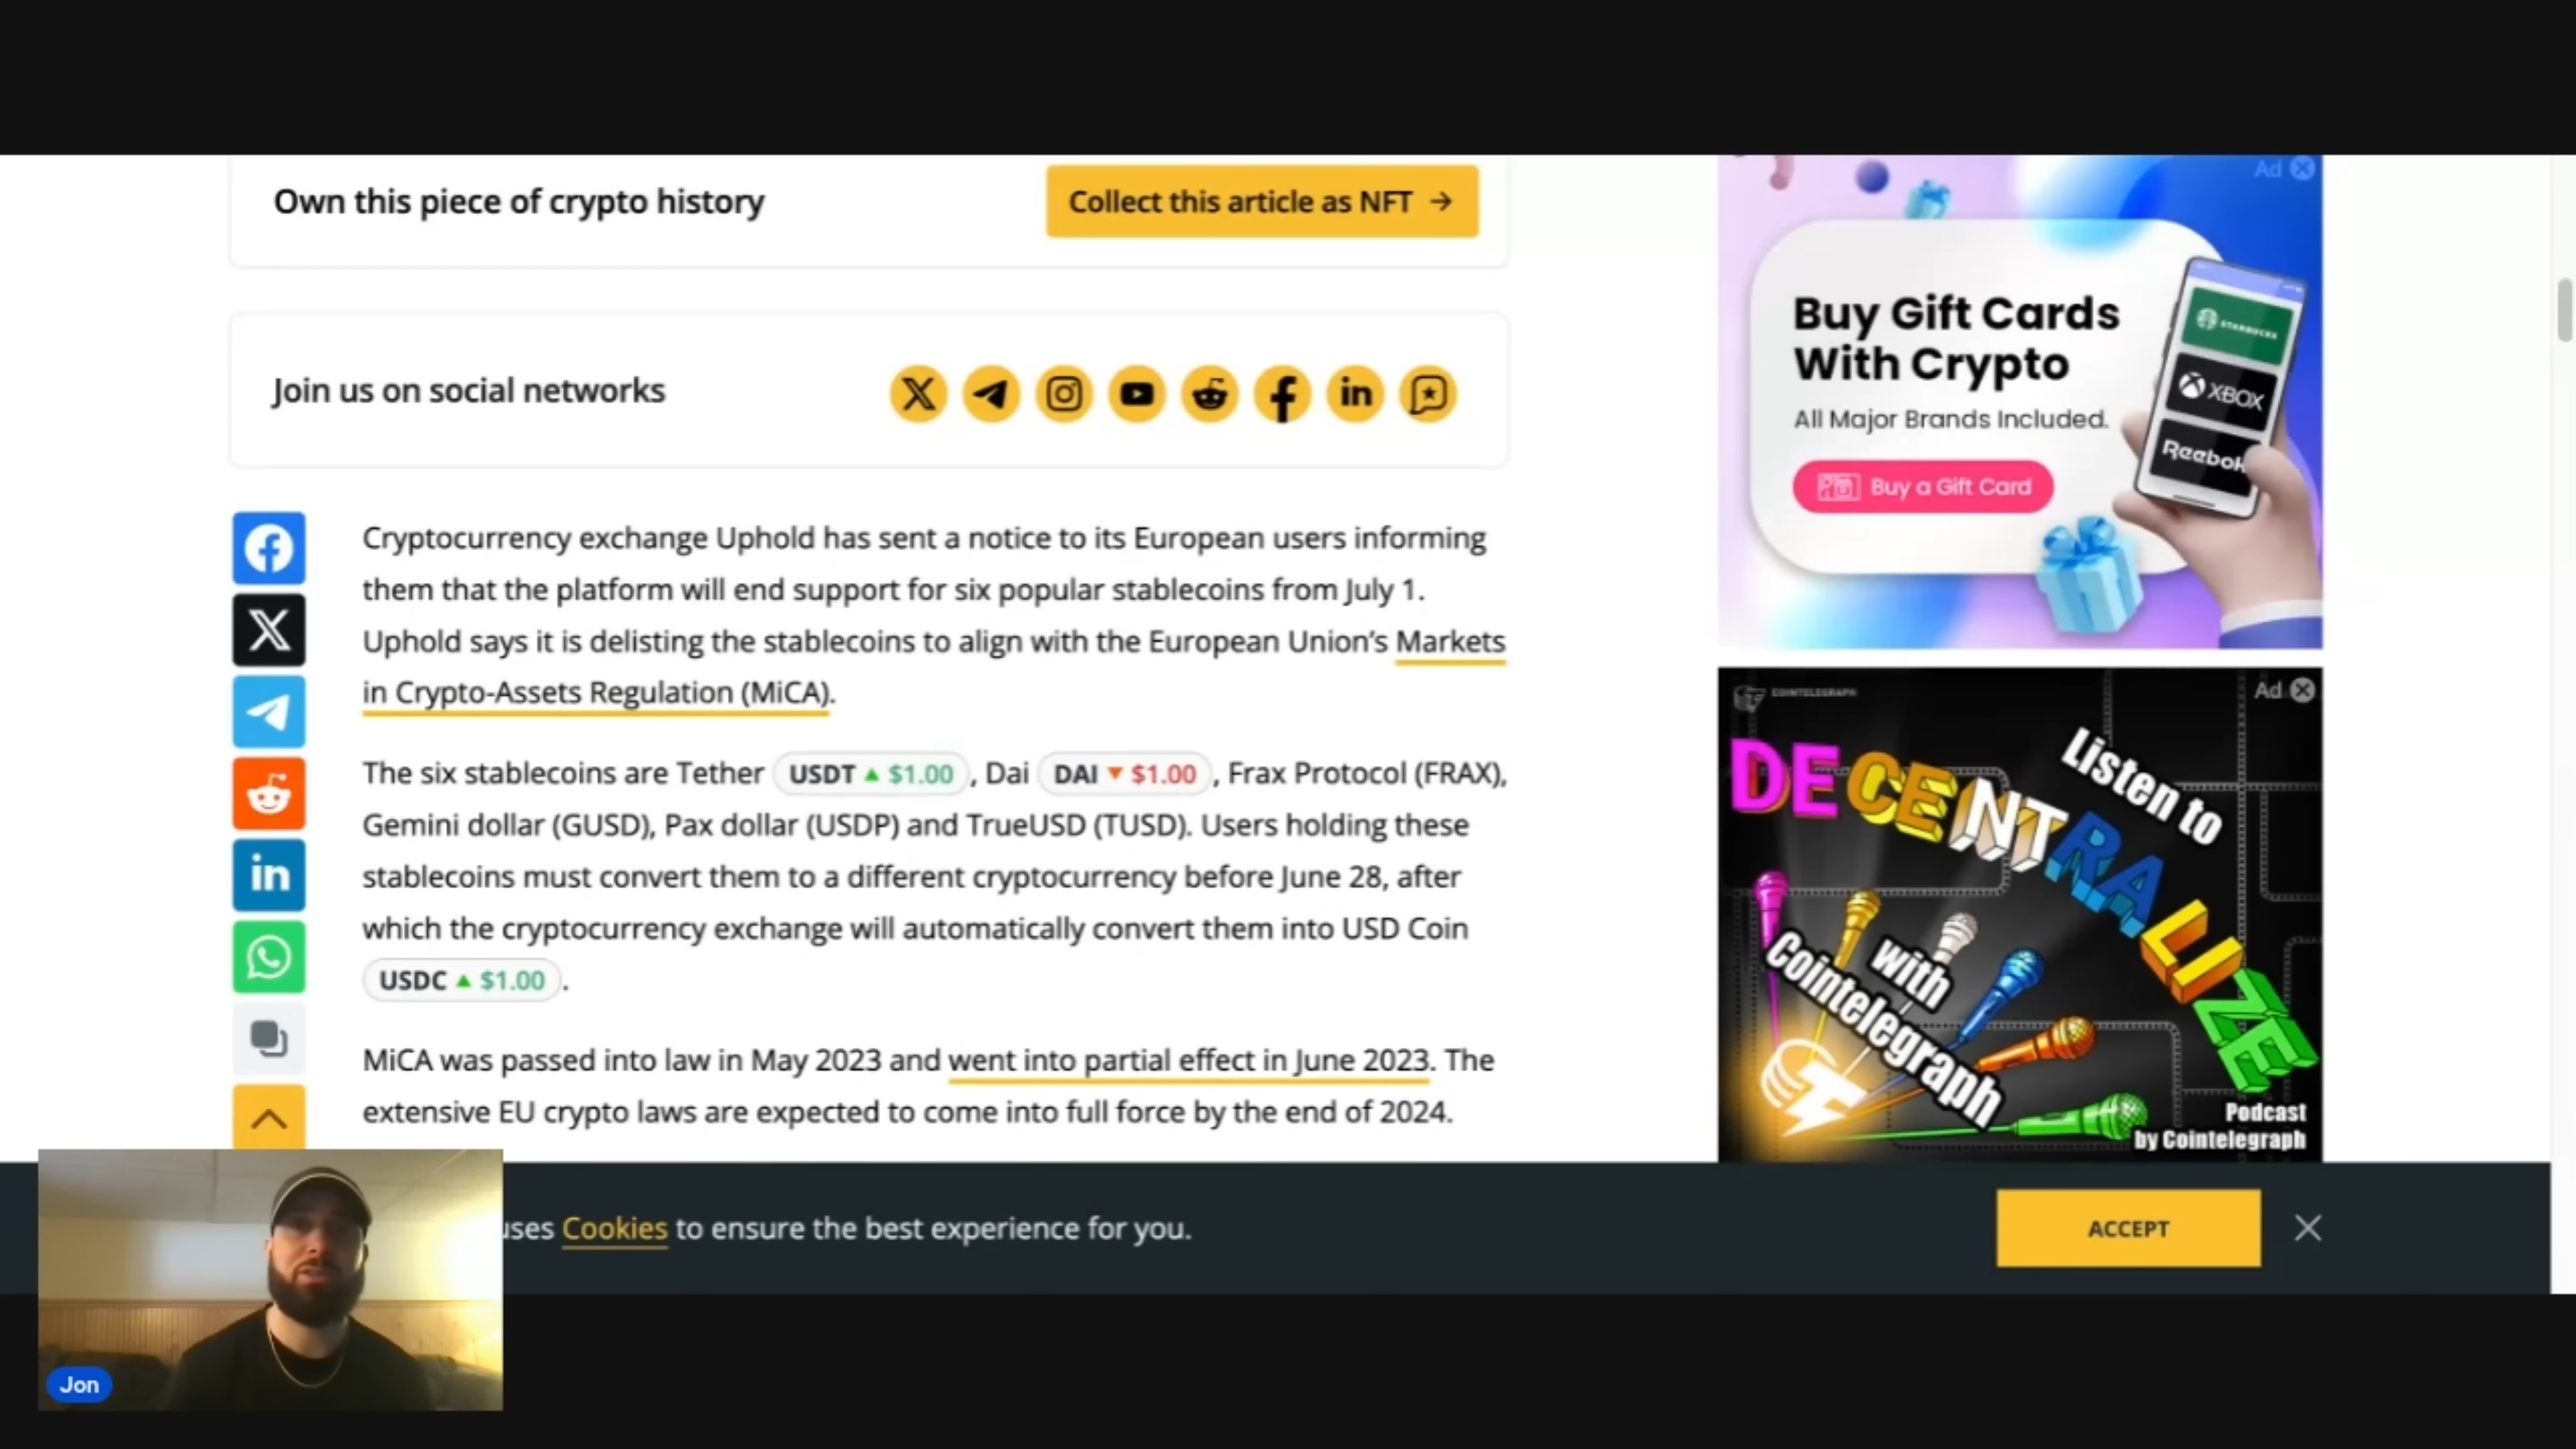 Own this piece of crypto history
Collect this article as NFT →
Join us on social networks
Cryptocurrency exchange Uphold has sent a notice to its European users informing
them that the platform will end support for six popular stablecoins from July 1.
Uphold says it is delisting the stablecoins to align with the European Union's Markets
in Crypto-Assets Regulation (MiCA).
The six stablecoins are Tether USDT ▲ $1.00 , Dai DAI ▼ $1.00 , Frax Protocol (FRAX),
Gemini dollar (GUSD), Pax dollar (USDP) and TrueUSD (TUSD). Users holding these
stablecoins must convert them to a different cryptocurrency before June 28, after
which the cryptocurrency exchange will automatically convert them into USD Coin
USDC ▲ $1.00 .
MiCA was passed into law in May 2023 and went into partial effect in June 2023. The
extensive EU crypto laws are expected to come into full force by the end of 2024.
Ad
Buy Gift Cards
With Crypto
All Major Brands Included.
Buy a Gift Card
STARBUCKS
XBOX
Reebok
COINTELEGRAPH
Ad
Listen to
DECENTRALIZE
with
Cointelegraph
Podcast
by Cointelegraph
uses Cookies to ensure the best experience for you.
ACCEPT
Jon